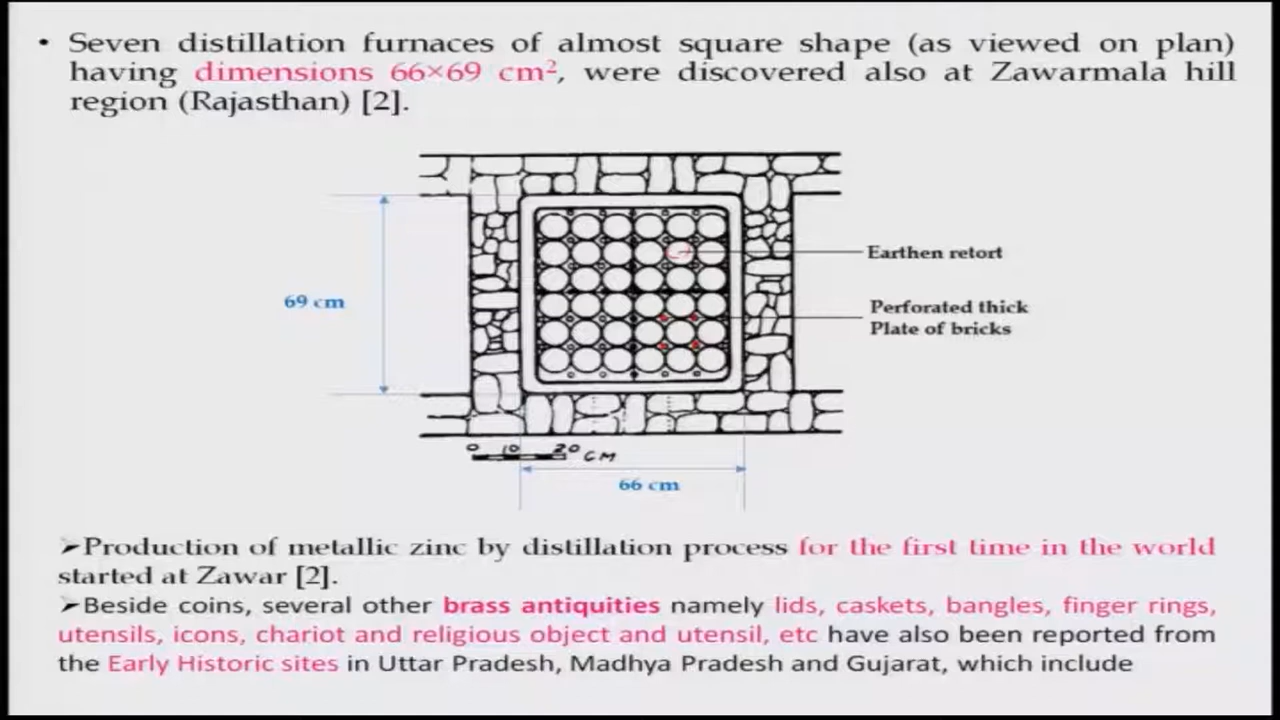 • Seven distillation furnaces of almost square shape (as viewed on plan)
having dimensions 66×69 cm², were discovered also at Zawarmala hill
region (Rajasthan) [2].
Earthen retort
69 cm
Perforated thick
Plate of bricks
0 10 20 CM
66 cm
➤Production of metallic zinc by distillation process for the first time in the world
started at Zawar [2].
➤Beside coins, several other brass antiquities namely lids, caskets, bangles, finger rings,
utensils, icons, chariot and religious object and utensil, etc have also been reported from
the Early Historic sites in Uttar Pradesh, Madhya Pradesh and Gujarat, which include